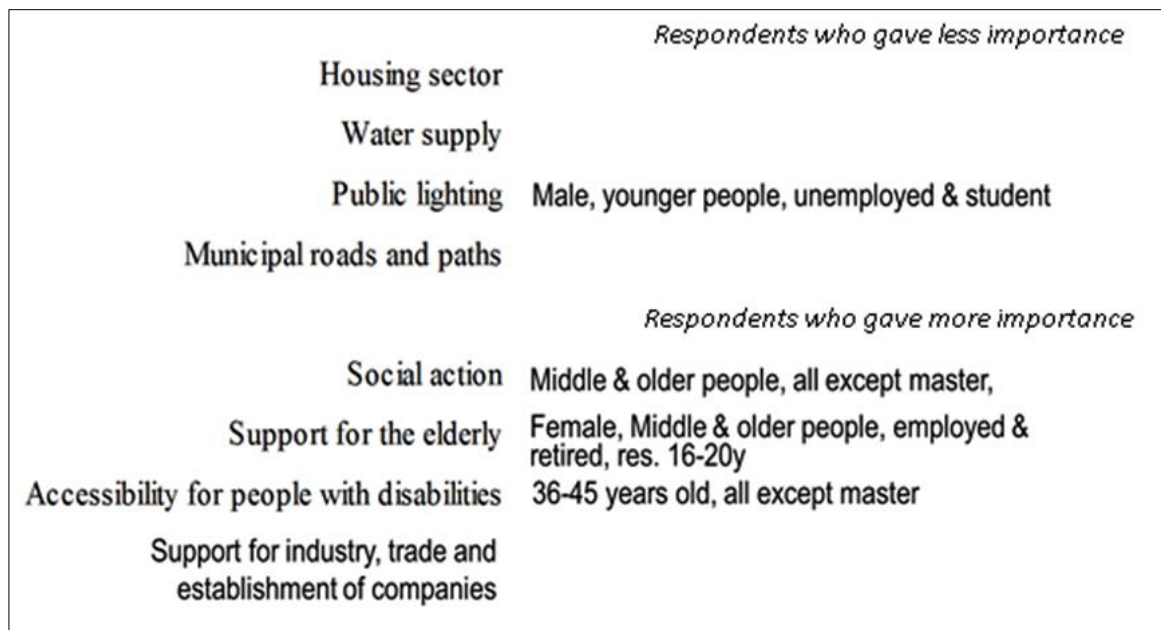 Respondents who gave less importance
Housing sector
Water supply
Public lighting Male, younger people, unemployed & student
Municipal roads and paths
Respondents who gave more importance
Social action Middle & older people, all except master,
Support for the elderly Female, Middle & older people, employed &
retired, res. 16-20y
Accessibility for people with disabilities 36-45 years old, all except master
Support for industry, trade and
establishment of companies